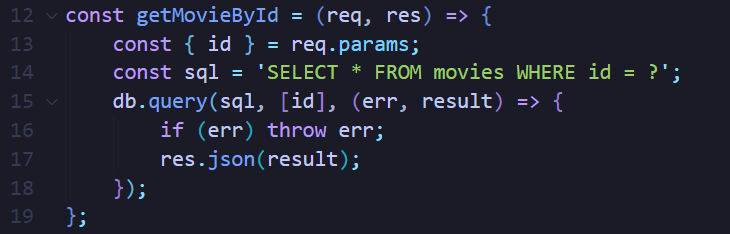 12 const getMovieById = (req, res) => {
13     const { id } = req.params;
14     const sql = 'SELECT * FROM movies WHERE id = ?';
15     db.query(sql, [id], (err, result) => {
16         if (err) throw err;
17         res.json(result);
18     });
19 };